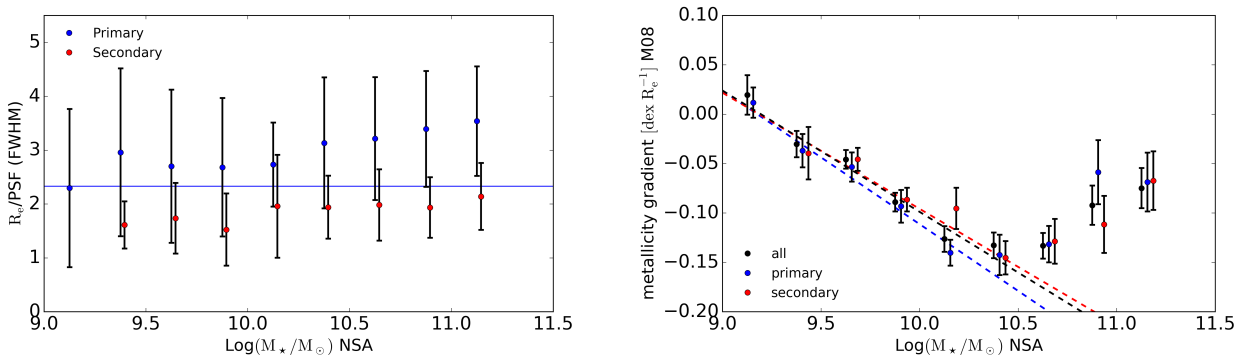 5
4
3
2
1
0
R_e/PSF (FWHM)
Primary
Secondary
9.0 9.5 10.0 10.5 11.0 11.5
Log(M⋆/M⊙) NSA
0.10
0.05
0.00
−0.05
−0.10
−0.15
−0.20
metallicity gradient [dex R_e^−1] M08
all
primary
secondary
9.0 9.5 10.0 10.5 11.0 11.5
Log(M⋆/M⊙) NSA